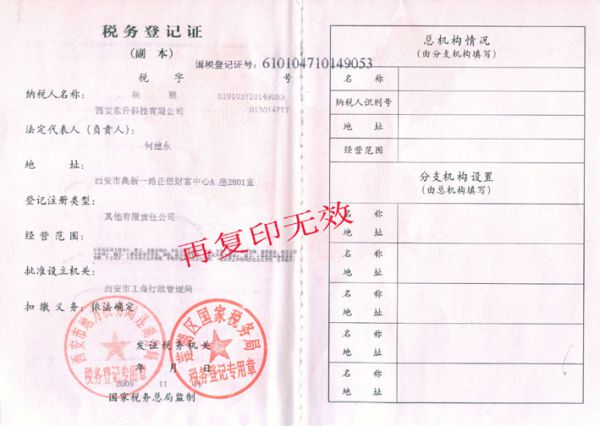 税务登记证
(副 本)
国税登记证号：610104710149053
税 字 号
纳税人名称：
陕 联 610103710149053
西安东升科技有限公司 013014777
法定代表人（负责人）：
何建永
地 址：
西安市高新一路正信财富中心A 座2801室
登记注册类型：
其他有限责任公司
经 营 范 围：
批准设立机关：
西安市工商行政管理局
扣 缴 义 务：依法确定
发证税务机关
年 月 日
2009 11
国家税务总局监制
税务登记专用章
区国家税务局
税务登记专用章
再复印无效
总机构情况
(由分支机构填写)
名 称
纳税人识别号
地 址
经营范围
分支机构设置
(由总机构填写)
名 称
地 址
名 称
地 址
名 称
地 址
名 称
地 址
名 称
地 址